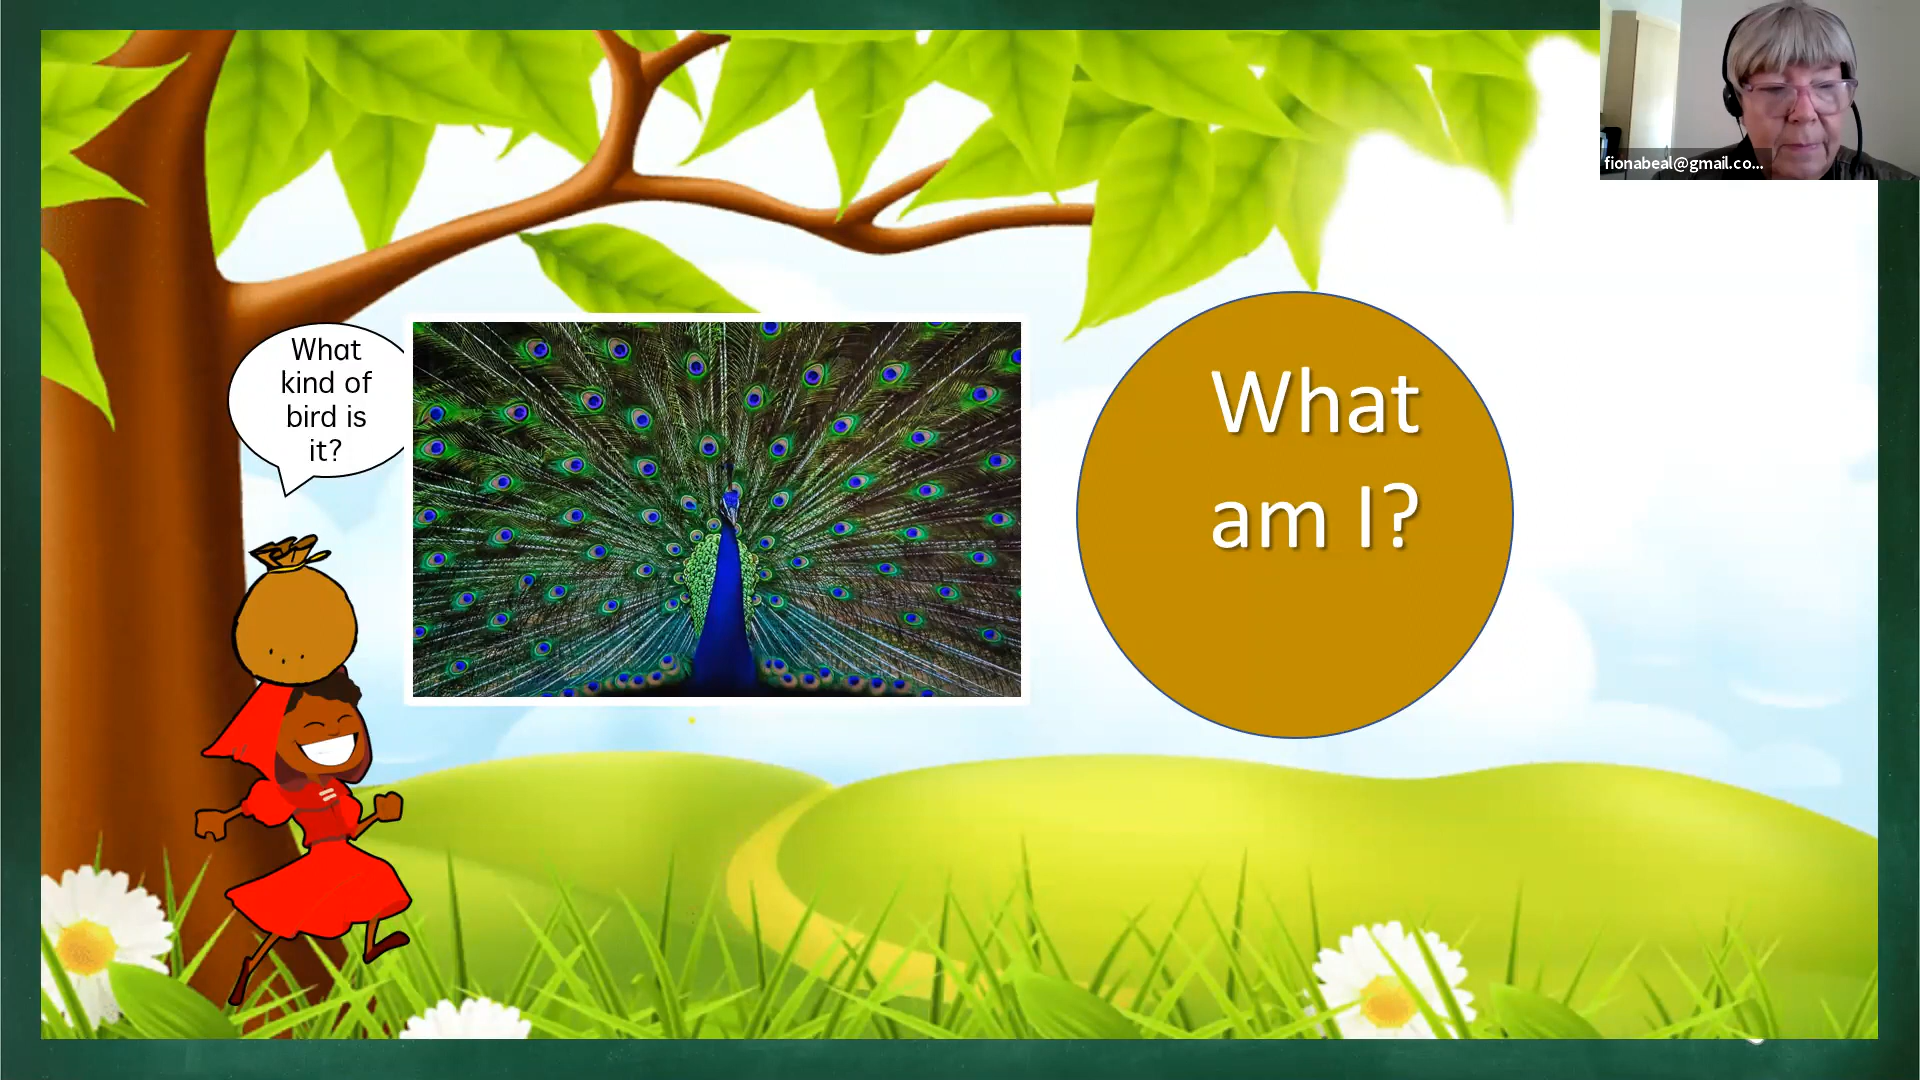 What
kind of
bird is
it?
What
am I?
fionabeal@gmail.co...